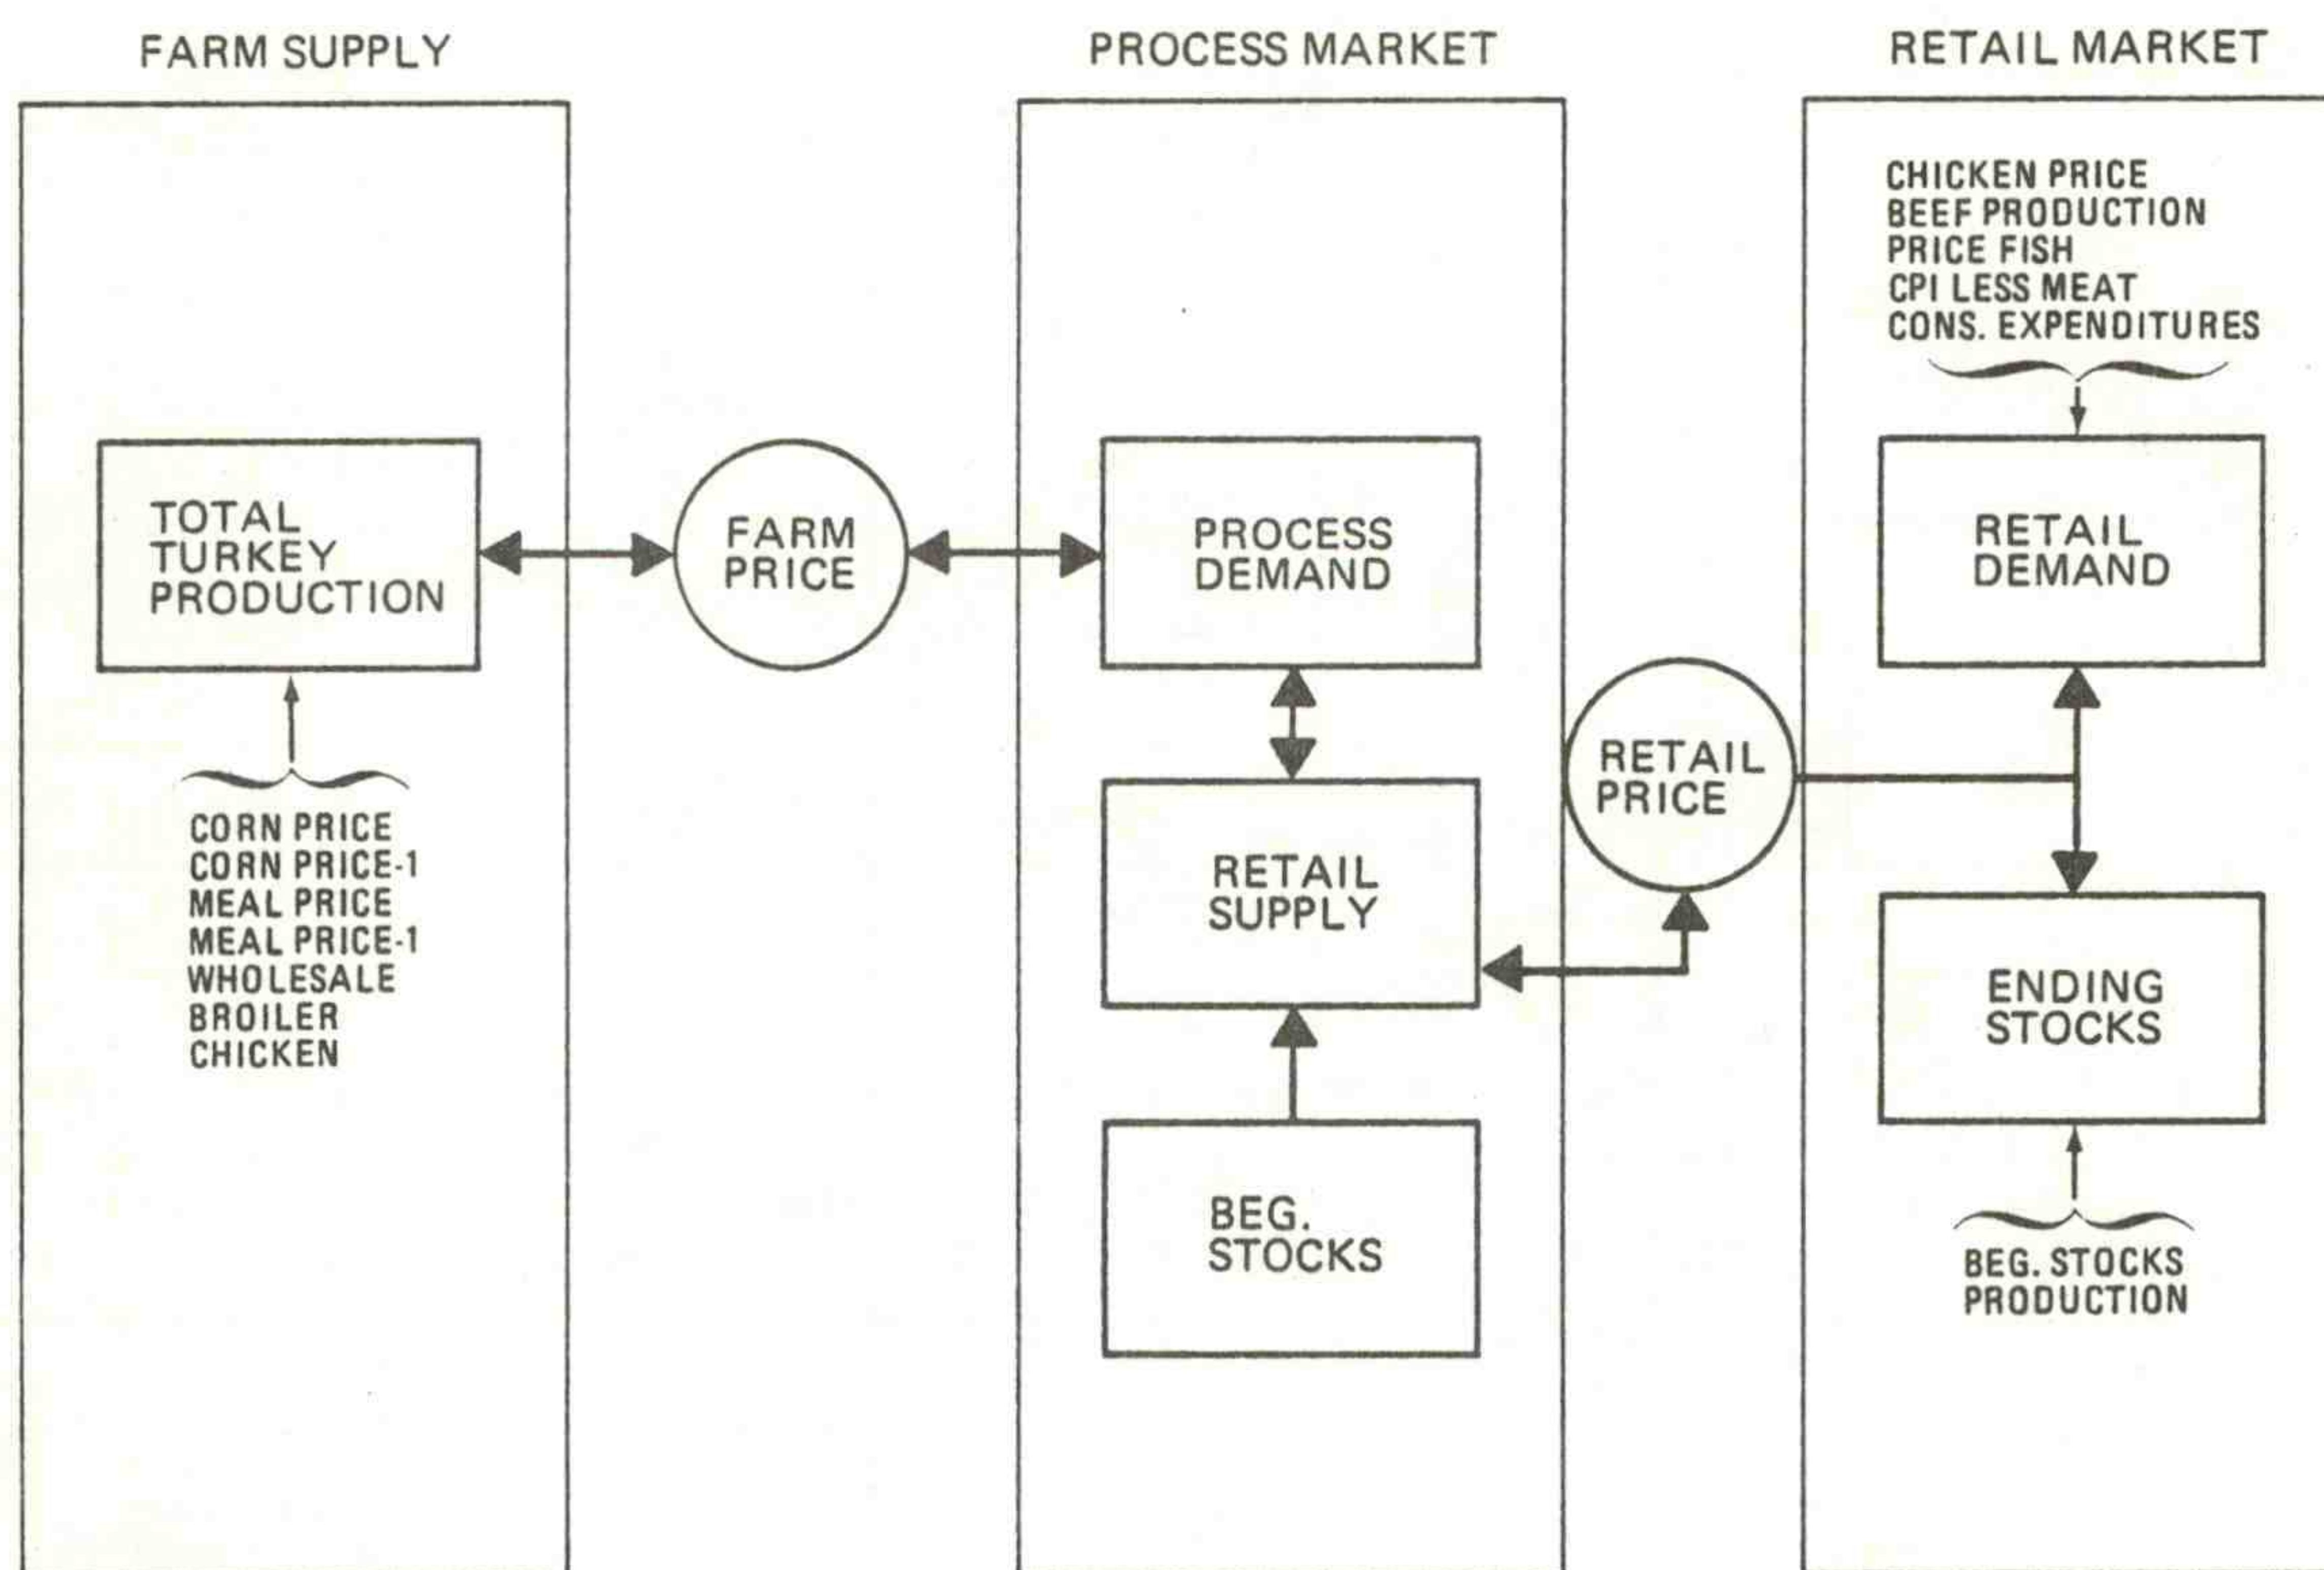 FARM SUPPLY
TOTAL
TURKEY
PRODUCTION
CORN PRICE
CORN PRICE-1
MEAL PRICE
MEAL PRICE-1
WHOLESALE
BROILER
CHICKEN
FARM
PRICE
PROCESS MARKET
PROCESS
DEMAND
RETAIL
SUPPLY
BEG.
STOCKS
RETAIL
PRICE
RETAIL MARKET
CHICKEN PRICE
BEEF PRODUCTION
PRICE FISH
CPI LESS MEAT
CONS. EXPENDITURES
RETAIL
DEMAND
ENDING
STOCKS
BEG. STOCKS
PRODUCTION